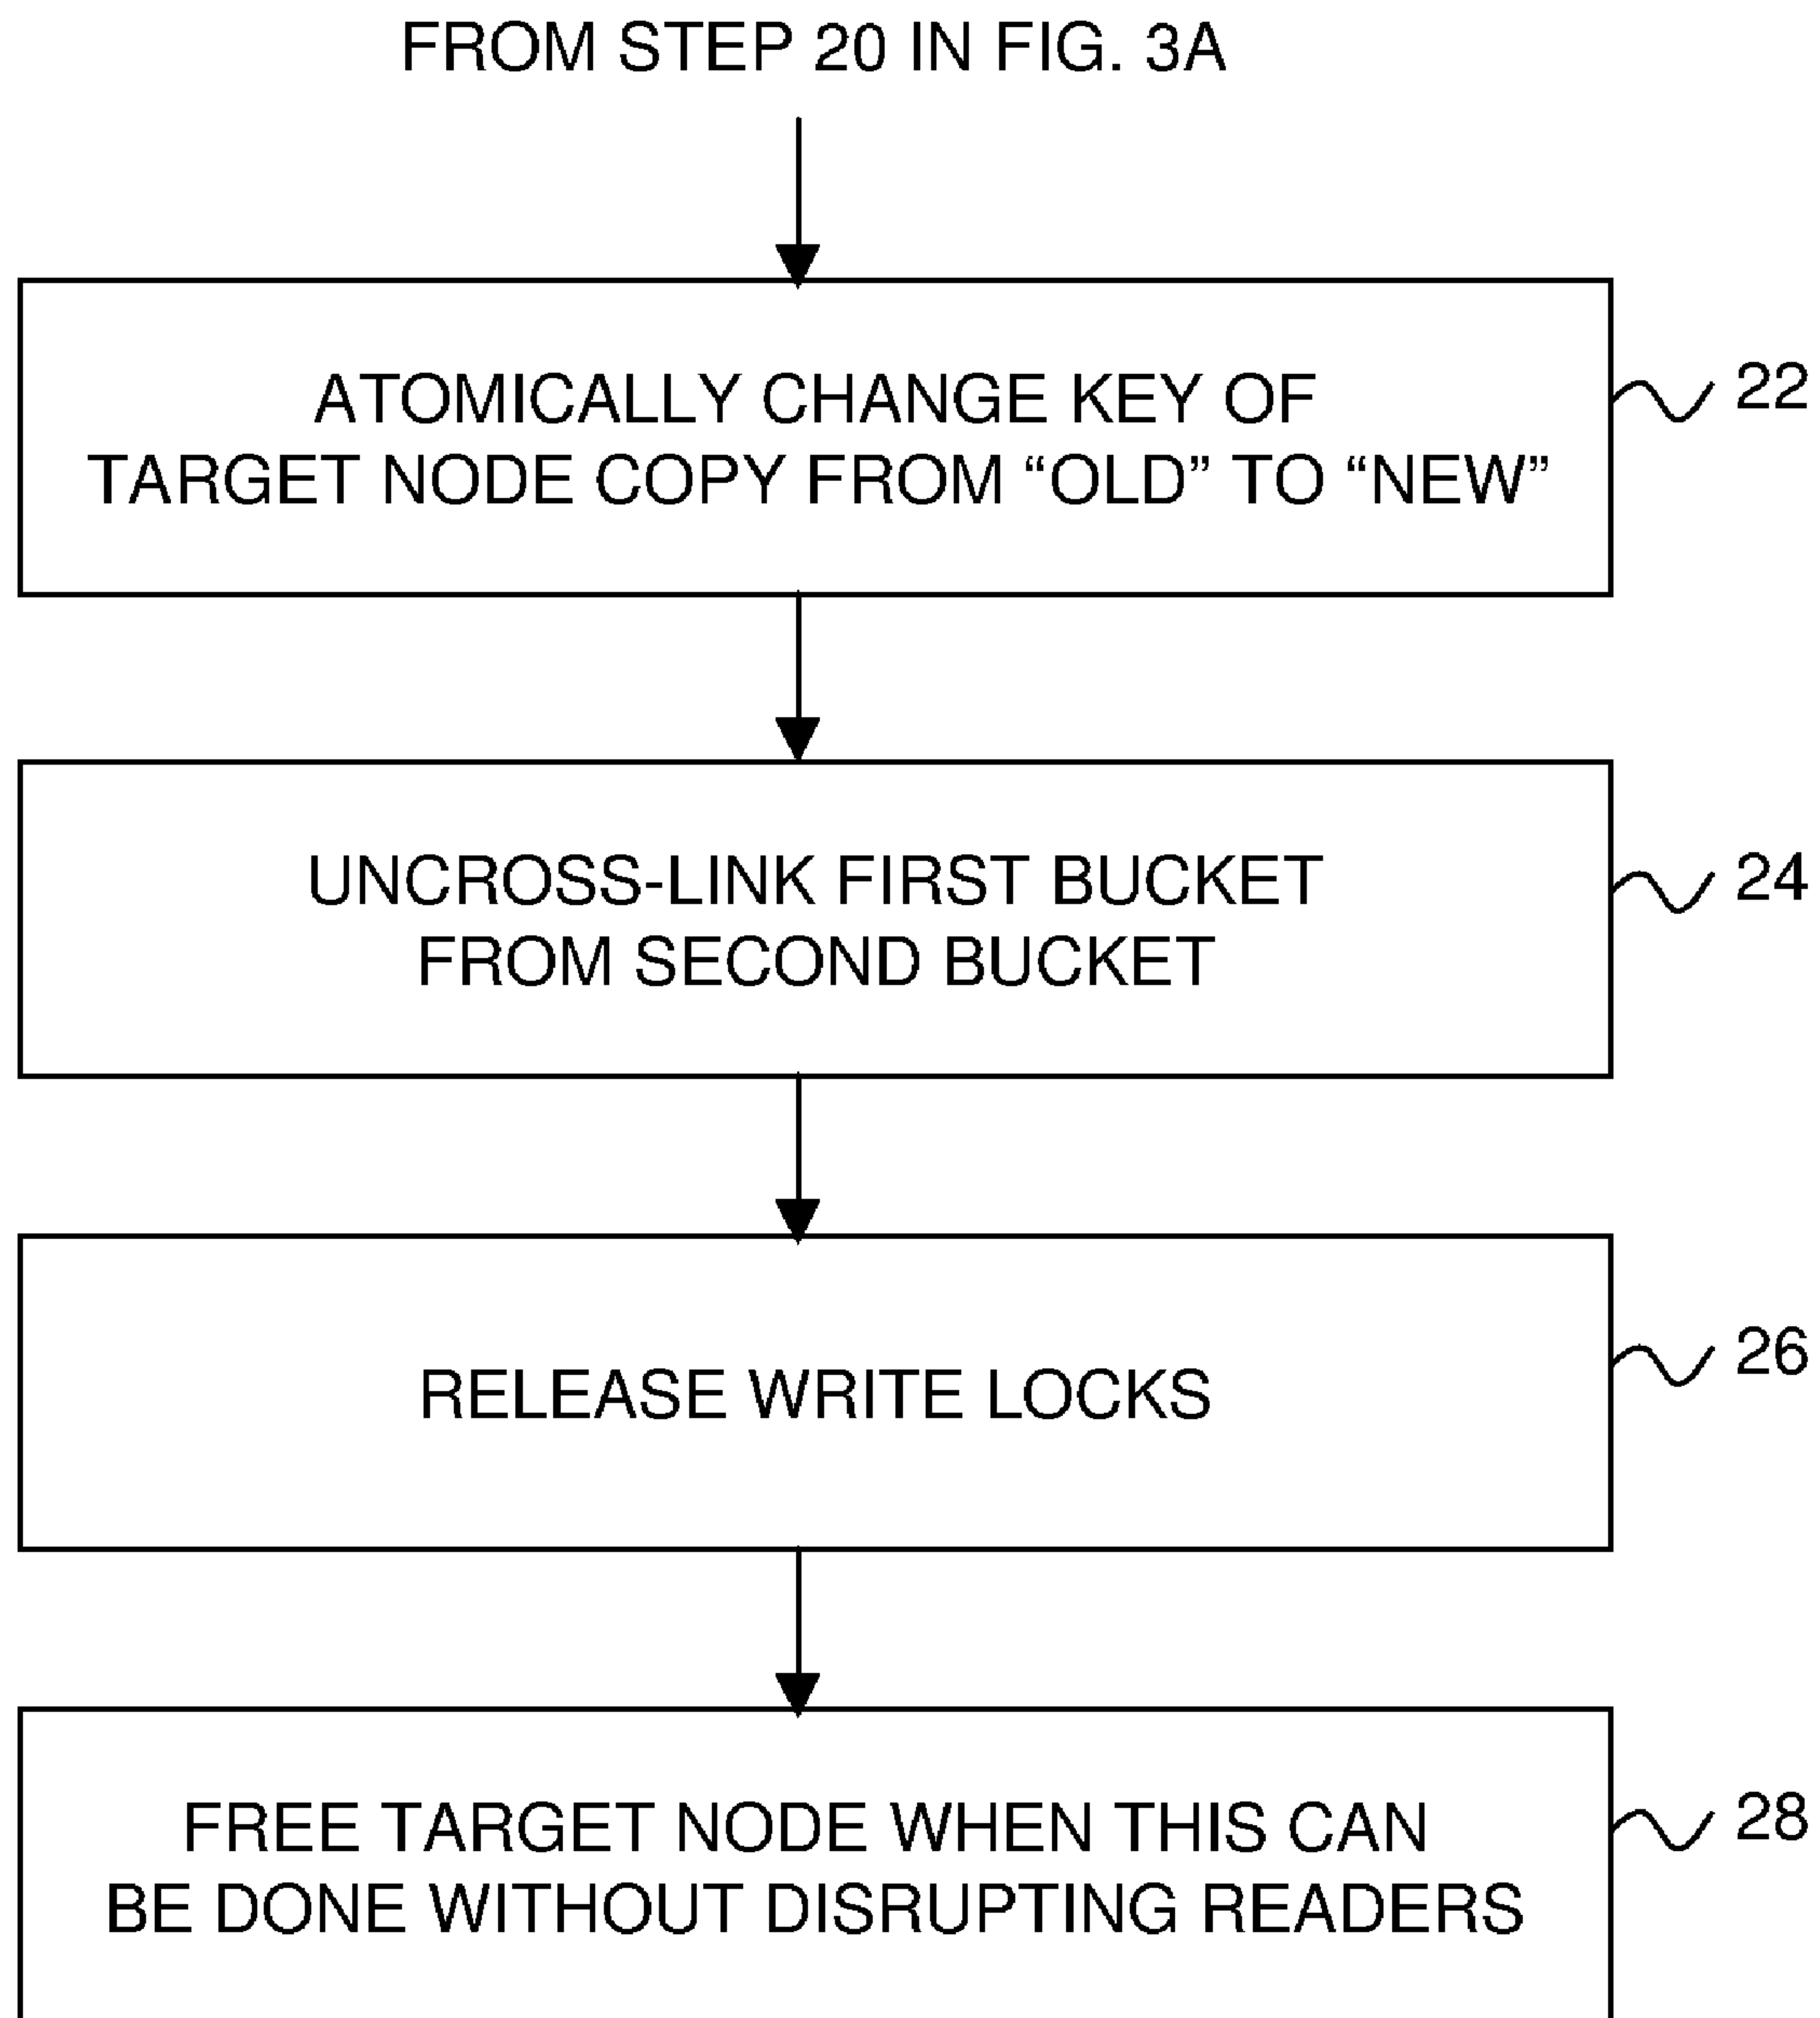 FROM STEP 20 IN FIG. 3A
ATOMICALLY CHANGE KEY OF
TARGET NODE COPY FROM “OLD” TO “NEW”
22
UNCROSS-LINK FIRST BUCKET
FROM SECOND BUCKET
24
RELEASE WRITE LOCKS
26
FREE TARGET NODE WHEN THIS CAN
BE DONE WITHOUT DISRUPTING READERS
28